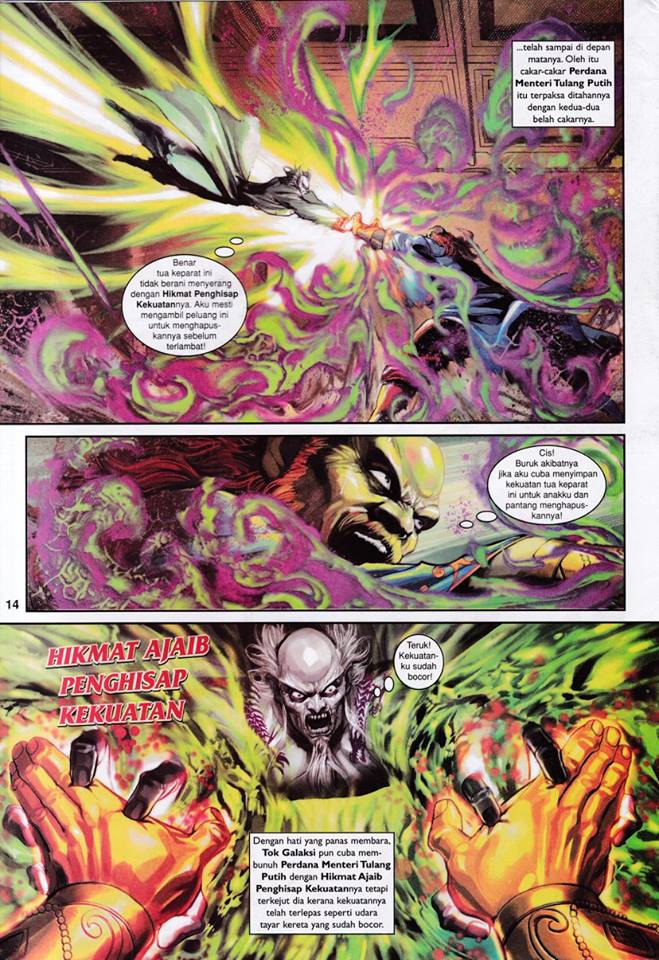 ...telah sampai di depan
matanya. Oleh itu
cakar-cakar Perdana
Menteri Tulang Putih
itu terpaksa ditahannya
dengan kedua-dua
belah cakarnya.
Benar
tua keparat ini
tidak berani menyerang
dengan Hikmat Penghisap
Kekuatannya. Aku mesti
mengambil peluang ini
untuk menghapus-
kannya sebelum
terlambat!
Cis!
Buruk akibatnya
jika aku cuba menyimpan
kekuatan tua keparat
ini untuk anakku dan
pantang menghapus-
kannya!
14
HIKMAT AJAIB
PENGHISAP
KEKUATAN
Teruk!
Kekuatan-
ku sudah
bocor!
Dengan hati yang panas membara,
Tok Galaksi pun cuba mem-
bunuh Perdana Menteri Tulang
Putih dengan Hikmat Ajaib
Penghisap Kekuatannya tetapi
terkejut dia kerana kekuatannya
telah terlepas seperti udara
tayar kereta yang sudah bocor.